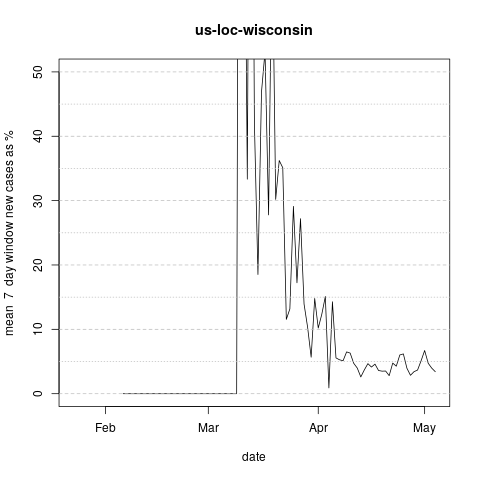 us-loc-wisconsin
mean  7  day window new cases as %
50
40
30
20
10
0
Feb
Mar
Apr
May
date